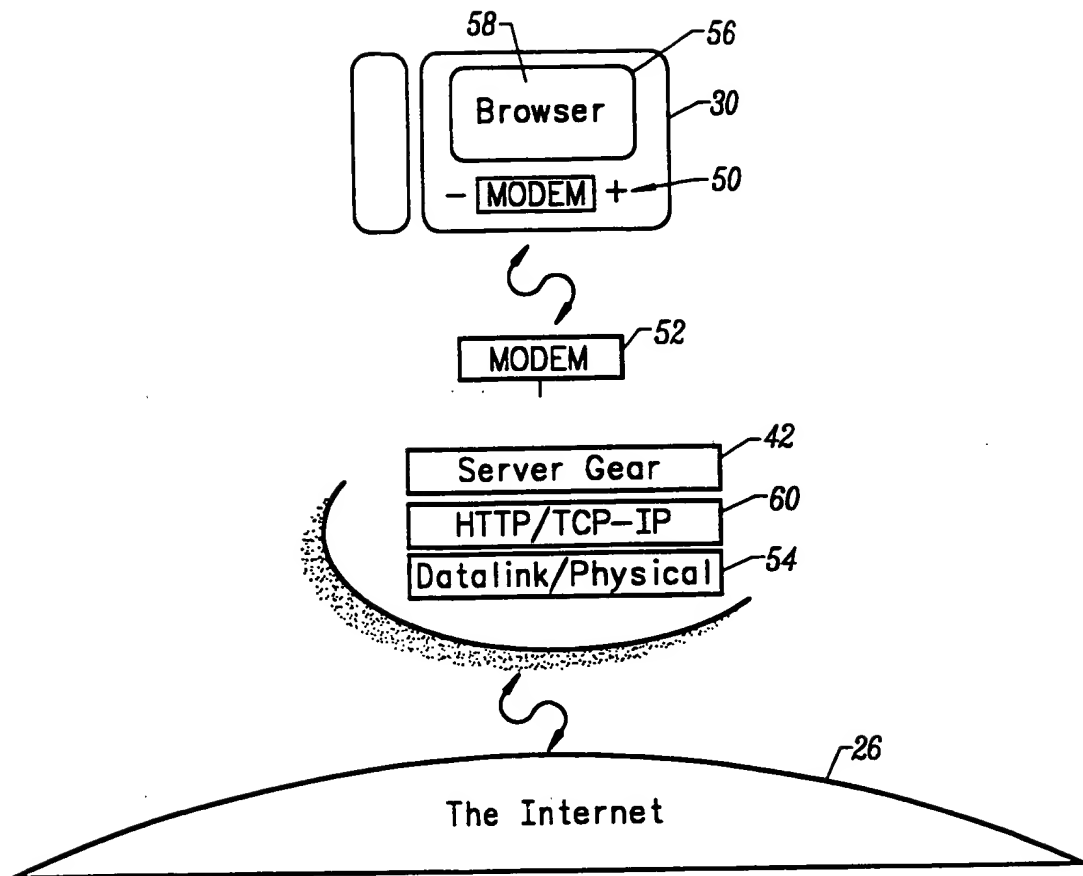 58
56
Browser
30
- MODEM +
50
MODEM
52
Server Gear
42
HTTP/TCP-IP
60
Datalink/Physical
54
The Internet
26